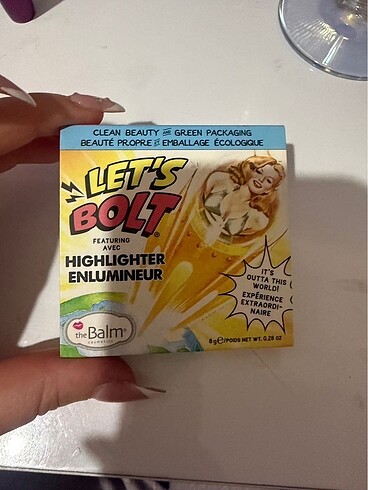 CLEAN BEAUTY AND GREEN PACKAGING
BEAUTÉ PROPRE ET EMBALLAGE ÉCOLOGIQUE
LET'S
BOLT®
FEATURING
AVEC
HIGHLIGHTER
ENLUMINEUR
IT'S
OUTTA THIS
WORLD!
EXPÉRIENCE
EXTRAORDI-
NAIRE
theBalm®
cosmetics
8 g℮/POIDS NET WT. 0.28 OZ